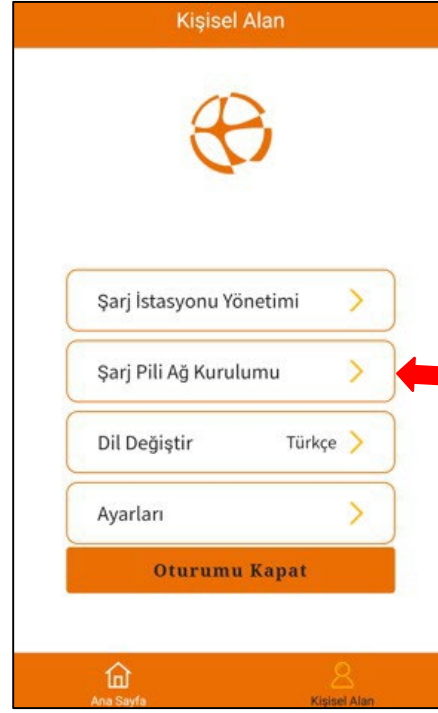 Kişisel Alan
Şarj İstasyonu Yönetimi
Şarj Pili Ağ Kurulumu
Dil Değiştir Türkçe
Ayarları
Oturumu Kapat
Ana Sayfa Kişisel Alan